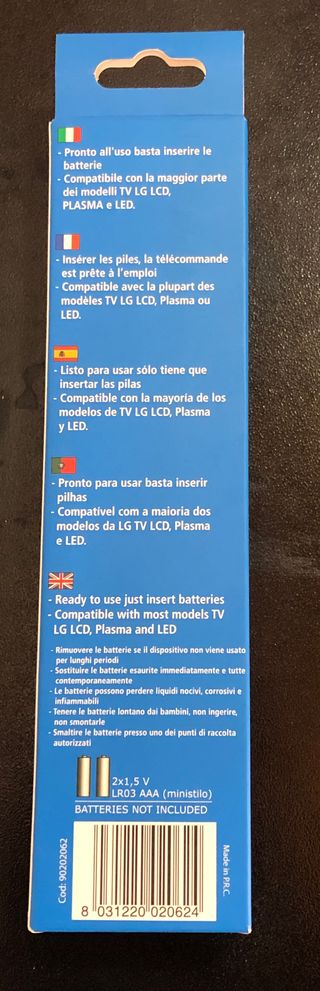 - Pronto all'uso basta inserire le
batterie
- Compatibile con la maggior parte
dei modelli TV LG LCD,
PLASMA e LED.
- Insérer les piles, la télécommande
est prête à l'emploi
- Compatible avec la plupart des
modèles TV LG LCD, Plasma ou
LED.
- Listo para usar sólo tiene que
insertar las pilas
- Compatible con la mayoría de los
modelos de TV LG LCD, Plasma
y LED.
- Pronto para usar basta inserir
pilhas
- Compatível com a maioria dos
modelos da LG TV LCD, Plasma
e LED.
- Ready to use just insert batteries
- Compatible with most models TV
LG LCD, Plasma and LED
- Rimuovere le batterie se il dispositivo non viene usato
per lunghi periodi
- Sostituire le batterie esaurite immediatamente e tutte
contemporaneamente
- Le batterie possono perdere liquidi nocivi, corrosivi e
infiammabili
- Tenere le batterie lontano dai bambini, non ingerire,
non smontarle
- Smaltire le batterie presso uno dei punti di raccolta
autorizzati
2x1,5 V
LR03 AAA (ministilo)
BATTERIES NOT INCLUDED
Cod: 90202062
8 031220 020624
Made in P.R.C.